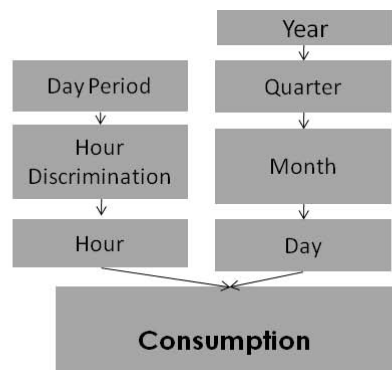 Year
Day Period
Quarter
Hour
Discrimination
Month
Hour
Day
Consumption